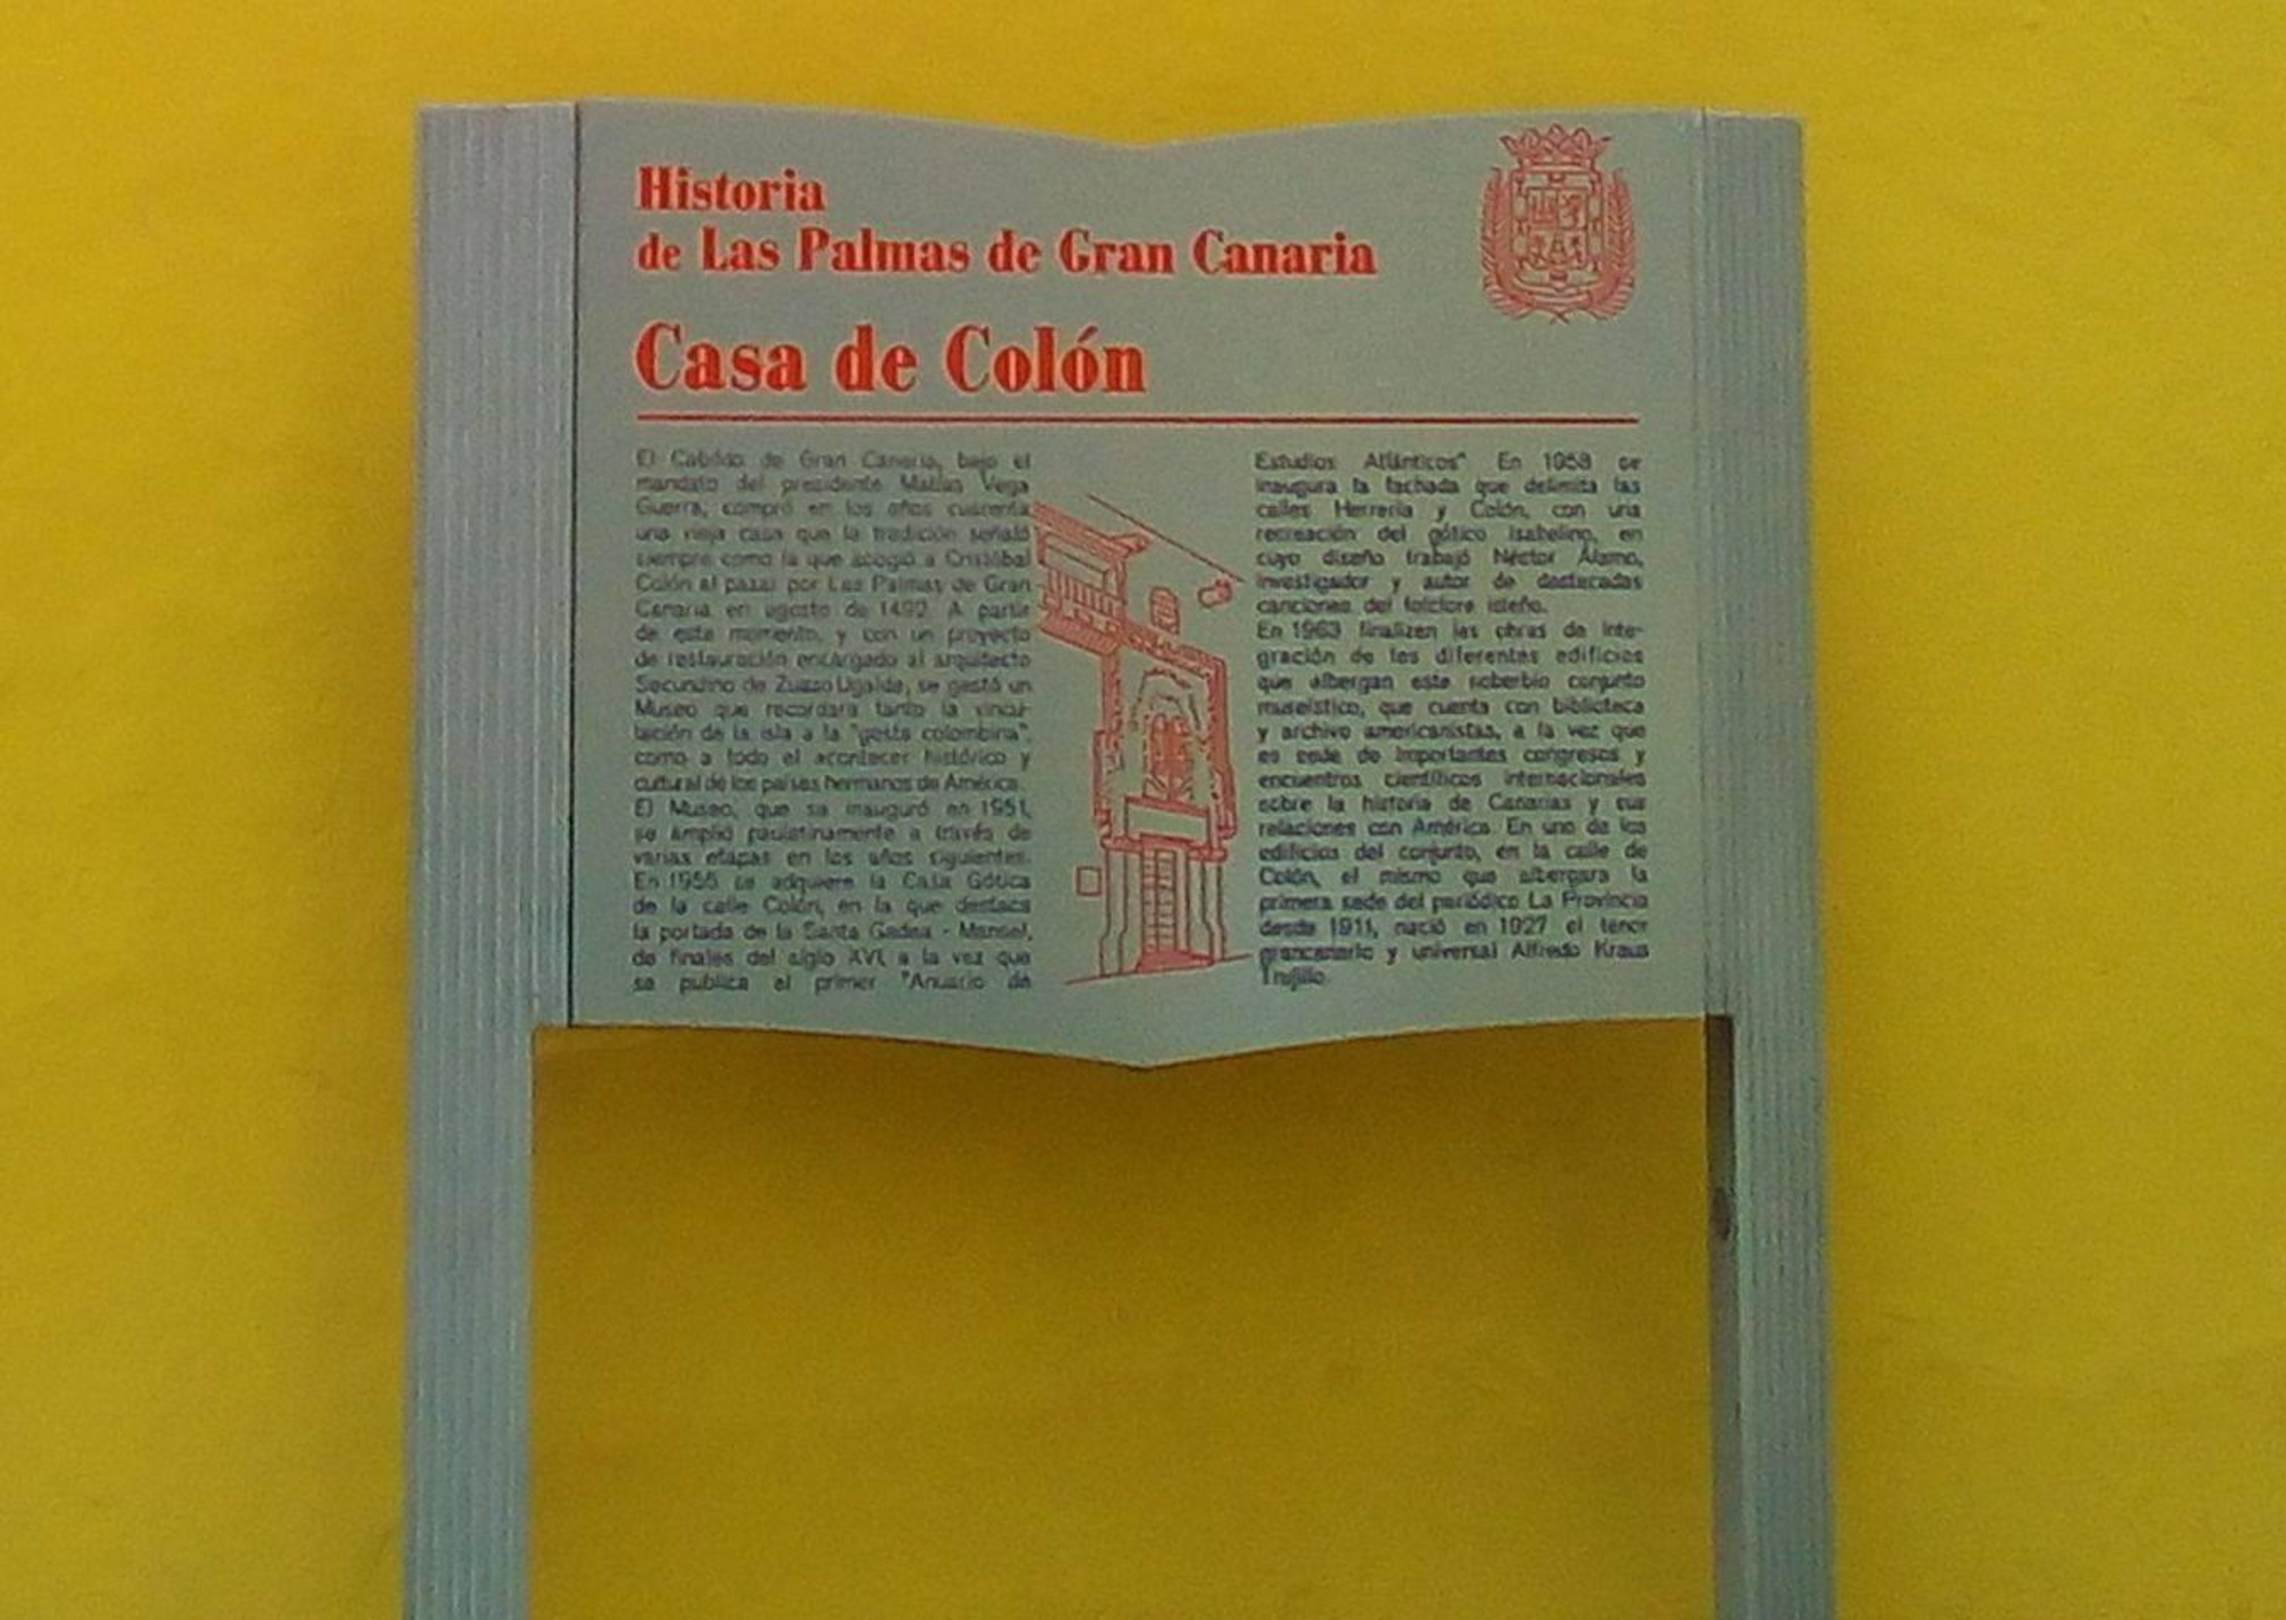 Historia
de Las Palmas de Gran Canaria
Casa de Colón
El Cabildo de Gran Canaria, bajo el
mandato del presidente Matías Vega
Guerra, compró en los años cuarenta
una vieja casa que la tradición señaló
siempre como la que acogió a Cristóbal
Colón al pasar por Las Palmas de Gran
Canaria en agosto de 1492. A partir
de este momento, y con un proyecto
de restauración encargado al arquitecto
Secundino de Zuazo Ugalde, se gestó un
Museo que recordara tanto la vincu-
lación de la isla a la "gesta colombina",
como a todo el acontecer histórico y
cultural de los países hermanos de América.
El Museo, que se inauguró en 1951,
se amplió paulatinamente a través de
varias etapas en los años siguientes.
En 1956 se adquiere la Casa Gótica
de la calle Colón, en la que destaca
la portada de la Santa Gadea - Mansel,
de finales del siglo XVI, a la vez que
se publica el primer "Anuario de
Estudios Atlánticos" En 1958 se
inaugura la fachada que delimita las
calles Herrería y Colón, con una
recreación del gótico isabelino, en
cuyo diseño trabajó Néctor Álamo,
investigador y autor de destacadas
canciones del folclore isleño.
En 1963 finalizan las obras de inte-
gración de los diferentes edificios
que albergan este soberbio conjunto
museístico, que cuenta con biblioteca
y archivo americanistas, a la vez que
es sede de importantes congresos y
encuentros científicos internacionales
sobre la historia de Canarias y sus
relaciones con América. En uno de los
edificios del conjunto, en la calle de
Colón, el mismo que albergara la
primera sede del periódico La Provincia
desde 1911, nació en 1927 el tenor
grancanario y universal Alfredo Kraus
Trujillo.